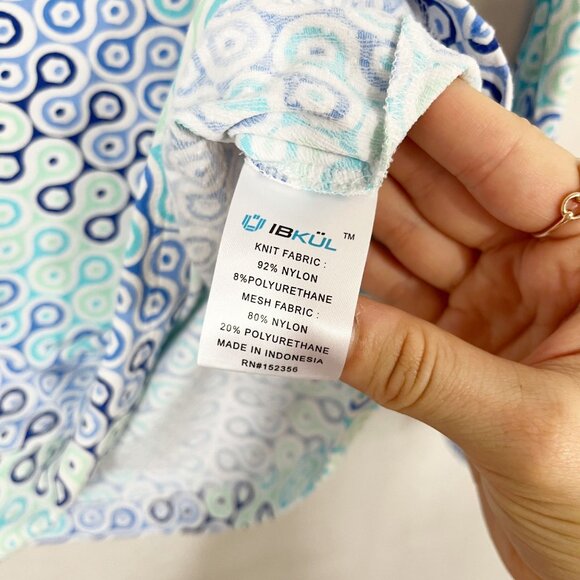 IBKÜL ™
KNIT FABRIC :
92% NYLON
8%POLYURETHANE
MESH FABRIC :
80% NYLON
20% POLYURETHANE
MADE IN INDONESIA
RN#152356